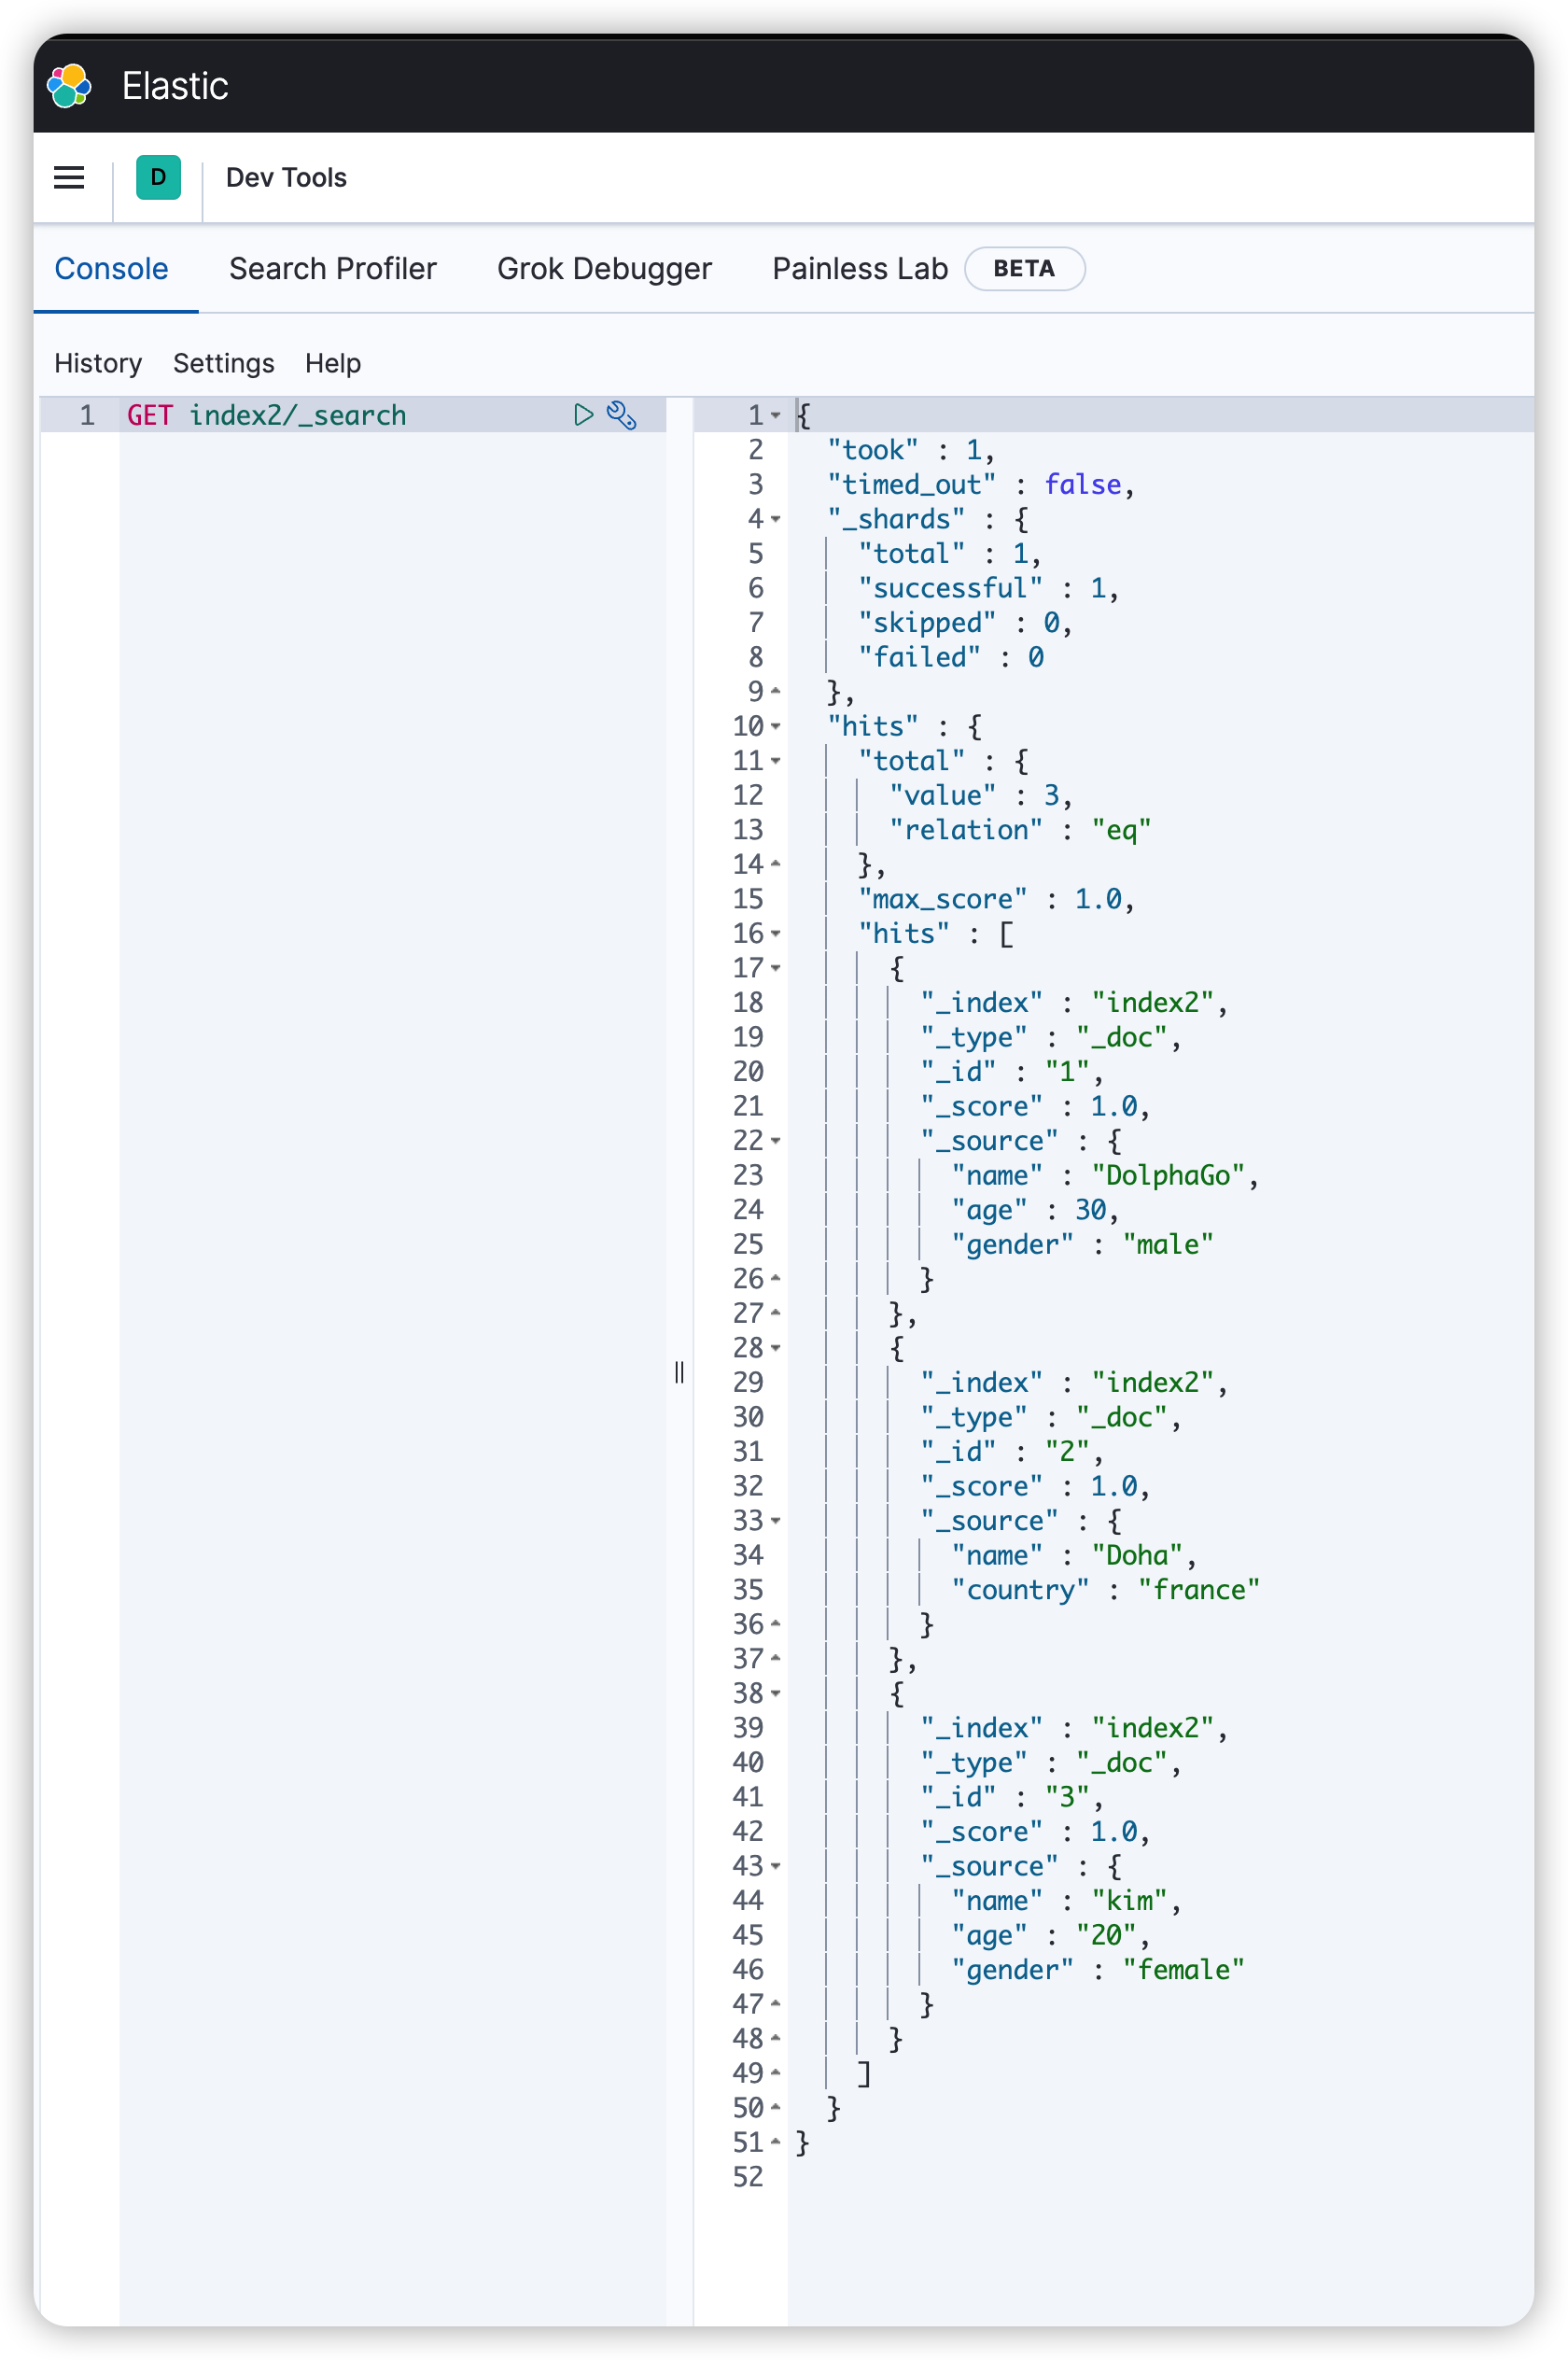 Elastic
D Dev Tools
Console Search Profiler Grok Debugger Painless Lab BETA
History Settings Help
1 GET index2/_search
1 {
2 "took" : 1,
3 "timed_out" : false,
4 "_shards" : {
5 "total" : 1,
6 "successful" : 1,
7 "skipped" : 0,
8 "failed" : 0
9 },
10 "hits" : {
11 "total" : {
12 "value" : 3,
13 "relation" : "eq"
14 },
15 "max_score" : 1.0,
16 "hits" : [
17 {
18 "_index" : "index2",
19 "_type" : "_doc",
20 "_id" : "1",
21 "_score" : 1.0,
22 "_source" : {
23 "name" : "DolphaGo",
24 "age" : 30,
25 "gender" : "male"
26 }
27 },
28 {
29 "_index" : "index2",
30 "_type" : "_doc",
31 "_id" : "2",
32 "_score" : 1.0,
33 "_source" : {
34 "name" : "Doha",
35 "country" : "france"
36 }
37 },
38 {
39 "_index" : "index2",
40 "_type" : "_doc",
41 "_id" : "3",
42 "_score" : 1.0,
43 "_source" : {
44 "name" : "kim",
45 "age" : "20",
46 "gender" : "female"
47 }
48 }
49 ]
50 }
51 }
52